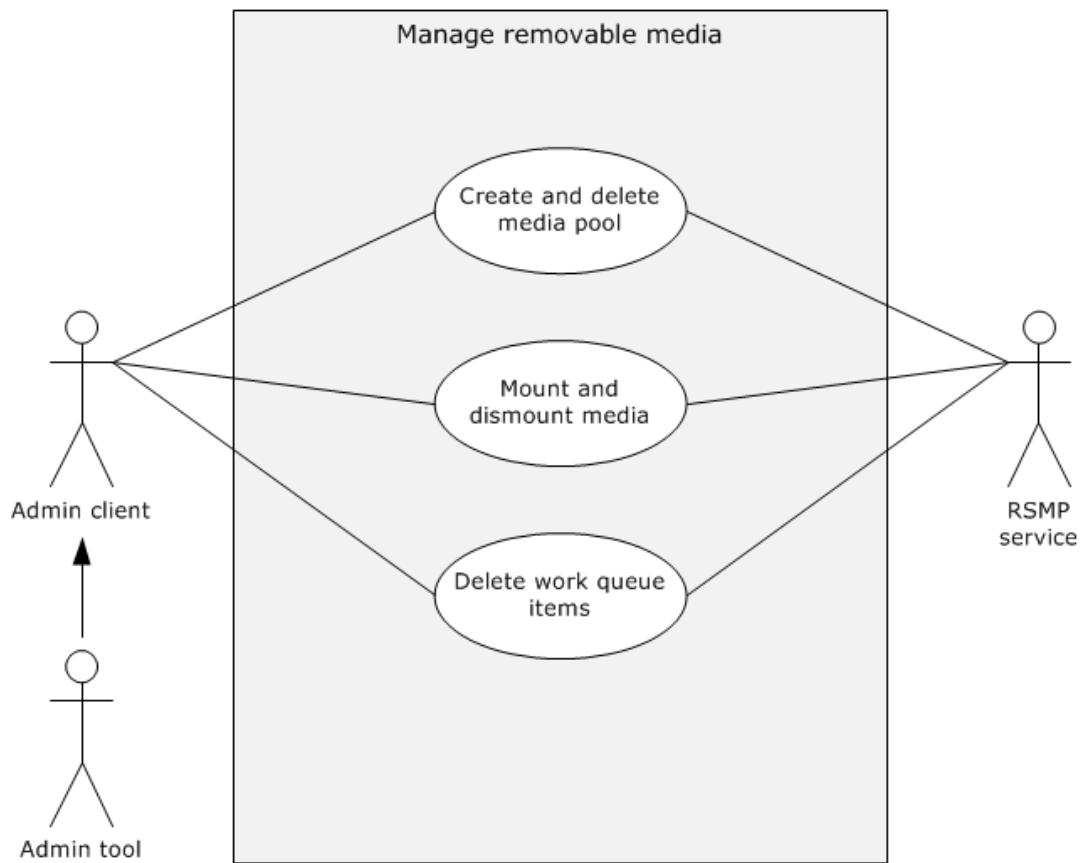 Manage removable media
Create and delete
media pool
Mount and
dismount media
Admin client
RSMP
service
Delete work queue
items
Admin tool